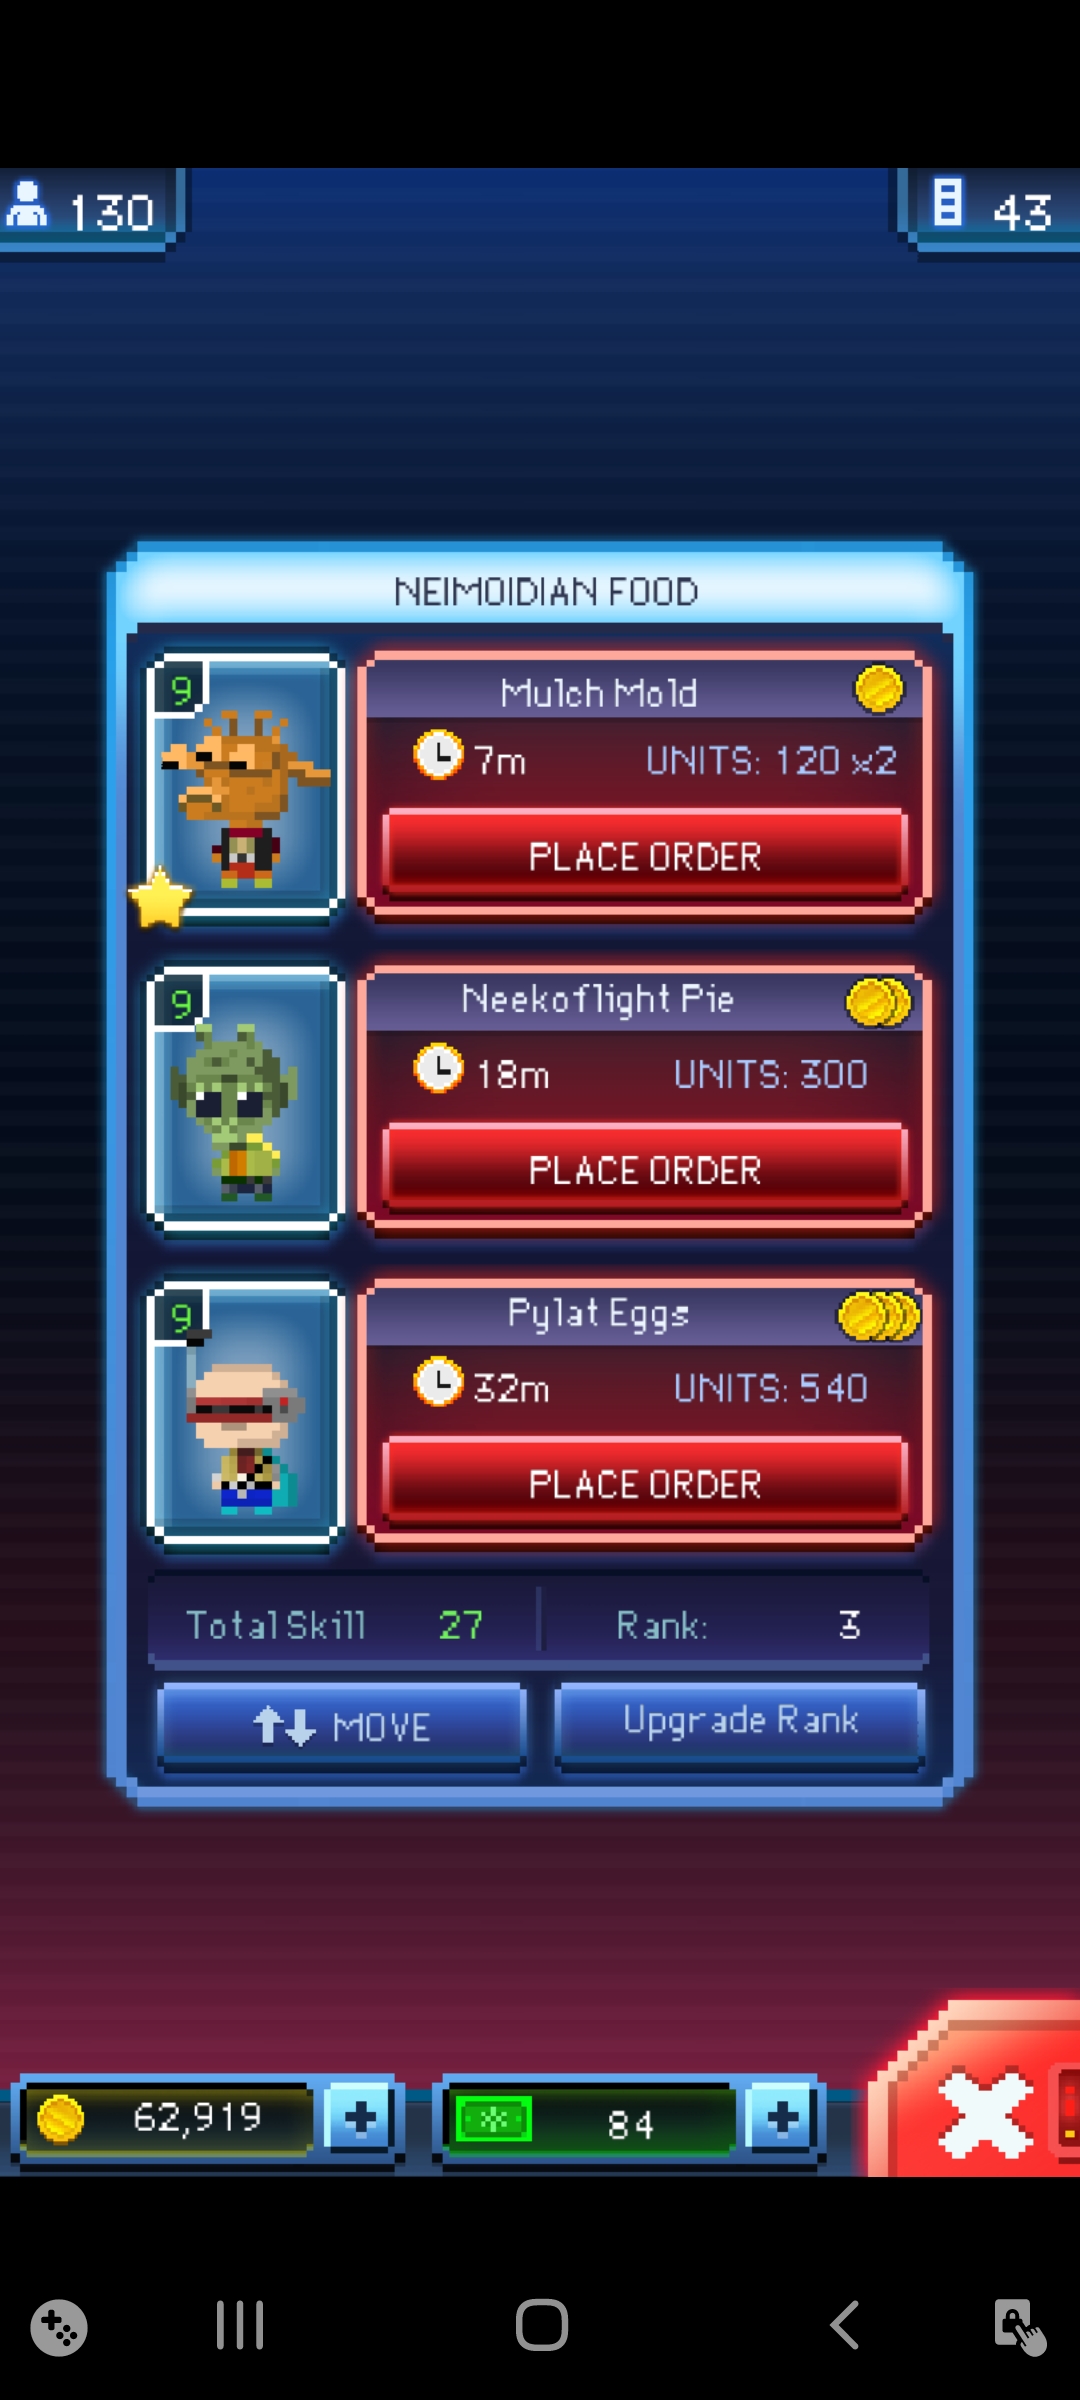 130
43
NEIMOIDIAN FOOD
9
Mulch Mold
7m UNITS: 120 x2
PLACE ORDER
9
Neekoflight Pie
18m UNITS: 300
PLACE ORDER
9
Pylat Eggs
32m UNITS: 540
PLACE ORDER
Total Skill 27 Rank: 3
MOVE Upgrade Rank
62,919 84